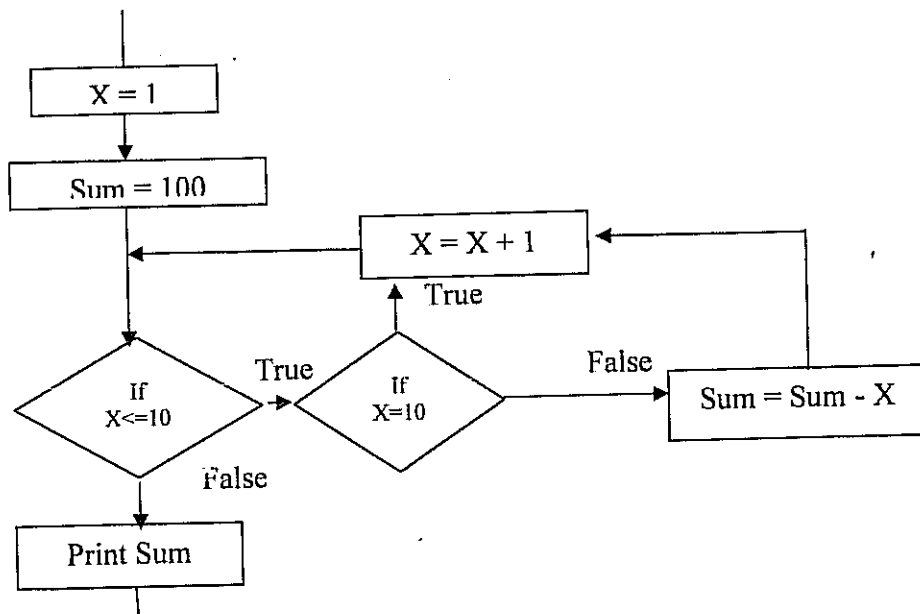 X = 1
Sum = 100
X = X + 1
True
If
X<=10
True
If
X=10
False
Sum = Sum - X
False
Print Sum